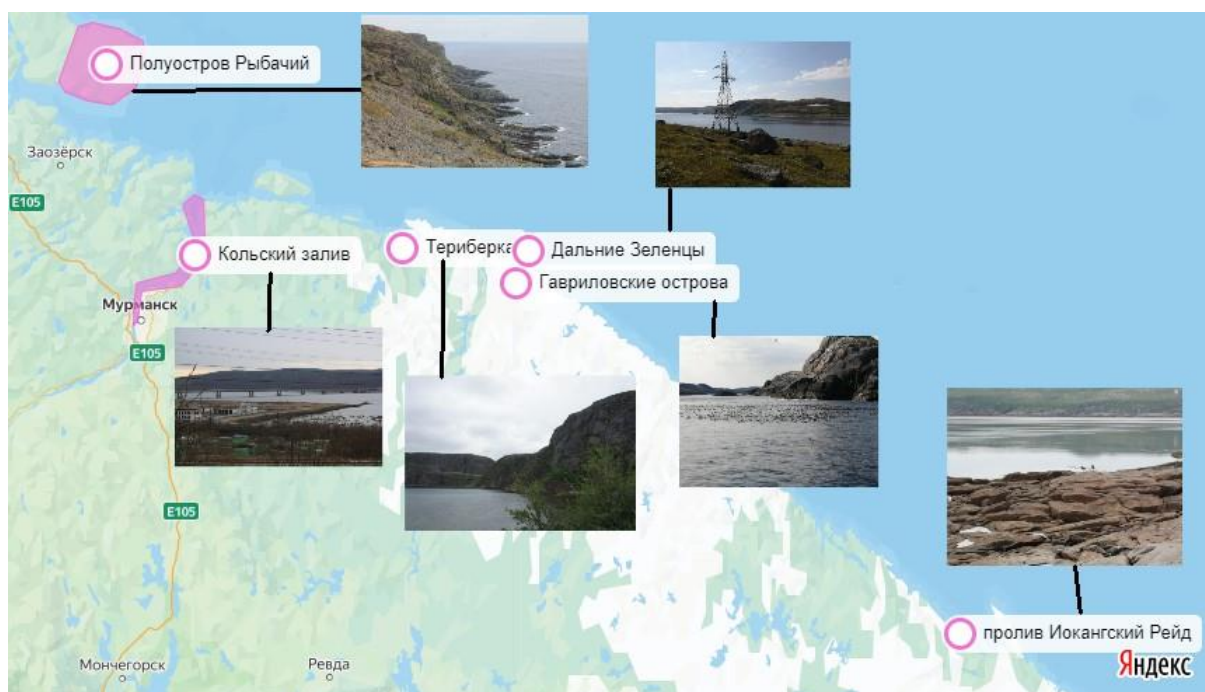 Полуостров Рыбачий
Заозёрск
E105
Кольский залив
Териберка
Дальние Зеленцы
Гавриловские острова
Мурманск
E105
E105
пролив Иокангский Рейд
Мончегорск
Ревда
Яндекс